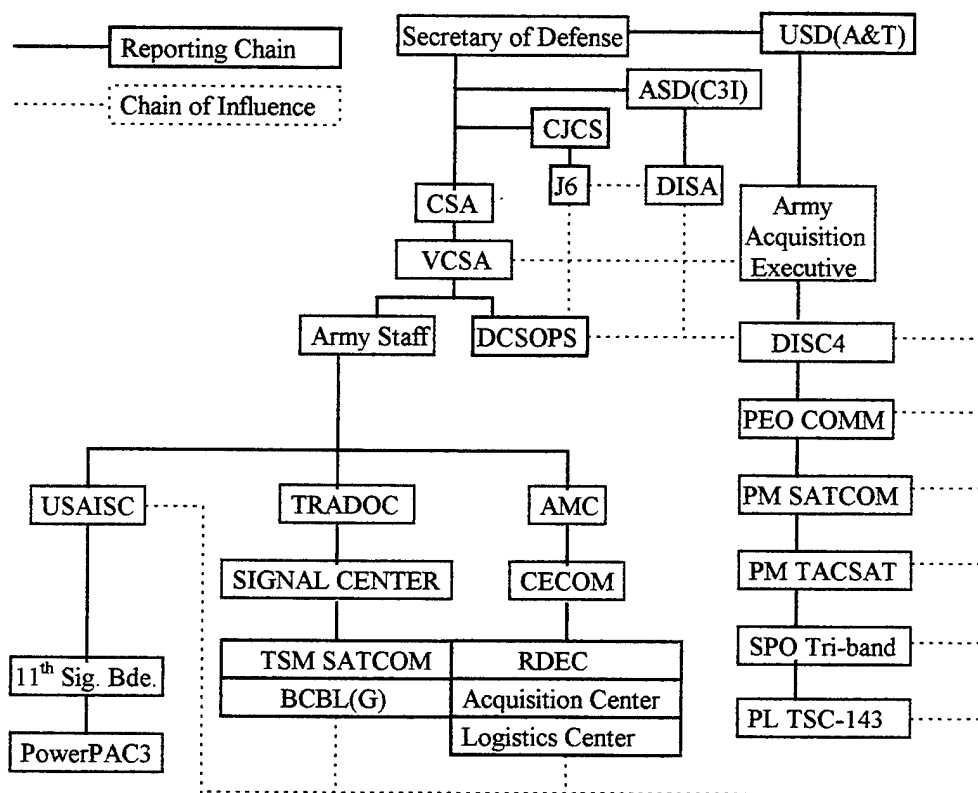 Reporting Chain
Chain of Influence
Secretary of Defense
USD(A&T)
ASD(C3I)
CJCS
J6
DISA
CSA
VCSA
Army
Acquisition
Executive
Army Staff
DCSOPS
DISC4
PEO COMM
USAISC
TRADOC
AMC
PM SATCOM
SIGNAL CENTER
CECOM
PM TACSAT
11th Sig. Bde.
TSM SATCOM
RDEC
SPO Tri-band
BCBL(G)
Acquisition Center
PL TSC-143
Logistics Center
PowerPAC3